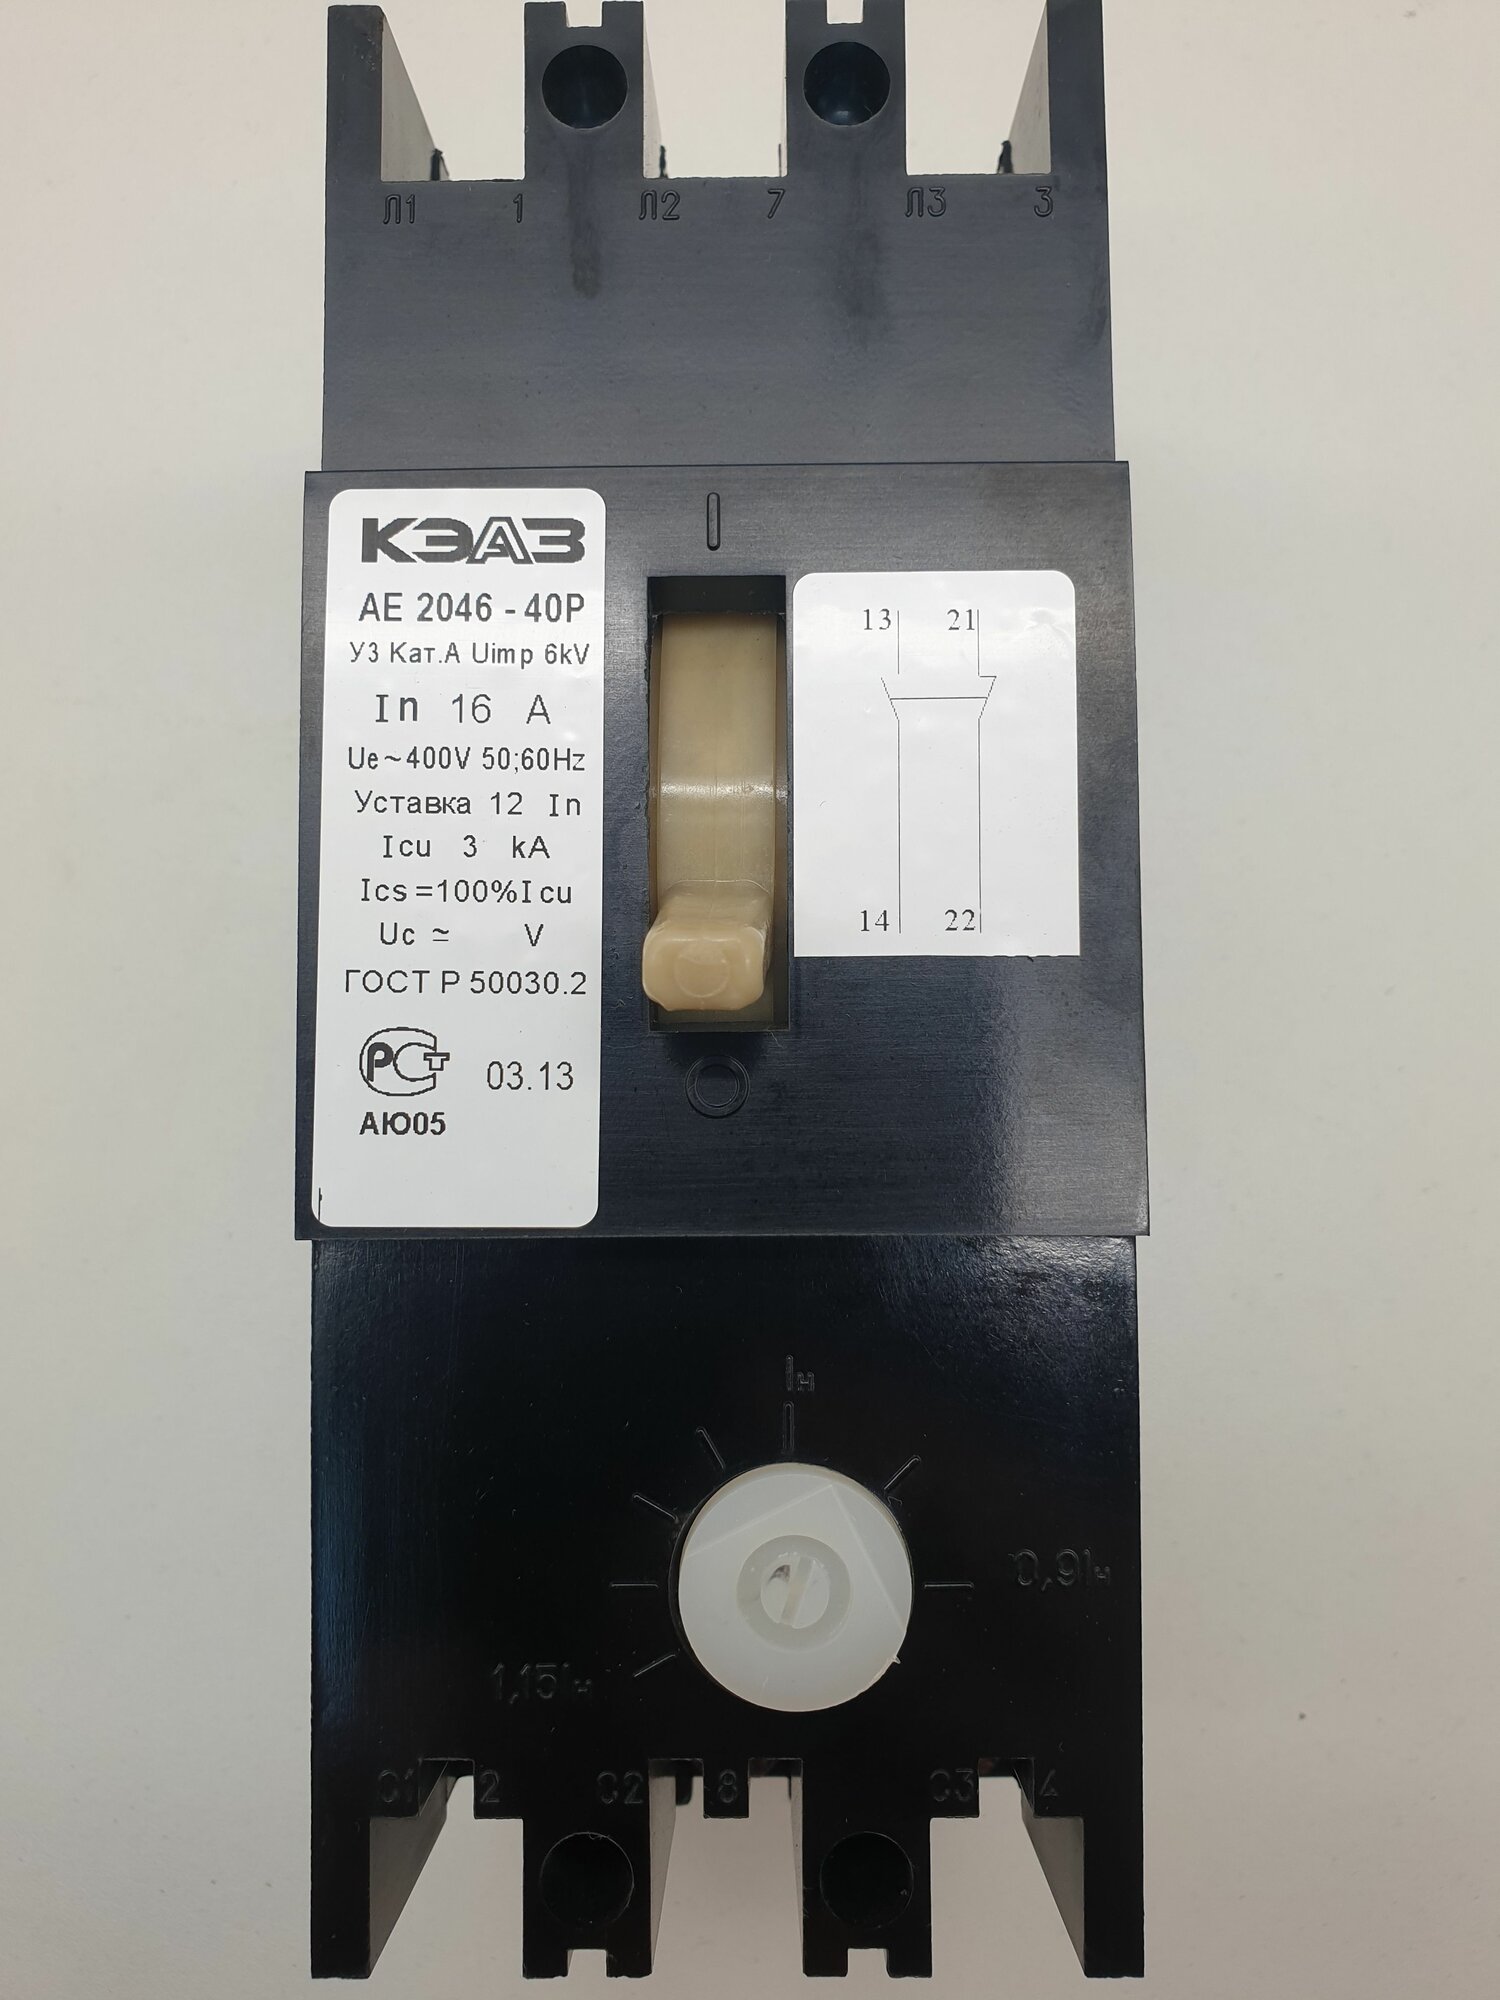 Л1 1 Л2 7 Л3 3
КЭАЗ
АЕ 2046 - 40Р
У3 Кат.А Uimp 6kV
In 16 A
Ue ~ 400V 50;60Hz
Уставка 12 In
Icu 3 kA
Ics =100% Icu
Uc ≃ V
ГОСТ Р 50030.2
РСТ 03.13
АЮ05
I
13 21
14 22
O
Iн
0,9Iн
1,15Iн
С1 2 С2 8 С3 4